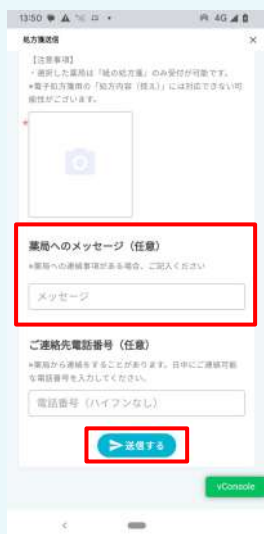 13:50
4G
処方箋送信
×
【注意事項】
・選択した薬局は「紙の処方箋」のみ受付が可能です。
*電子処方箋用の「処方内容（控え）」には対応できない可
能性がございます。
*
薬局へのメッセージ（任意）
*薬局への連絡事項がある場合、ご記入ください
メッセージ
ご連絡先電話番号（任意）
*薬局から連絡をすることがあります。日中にご連絡可能
な電話番号を入力してください。
電話番号（ハイフンなし）
送信する
vConsole